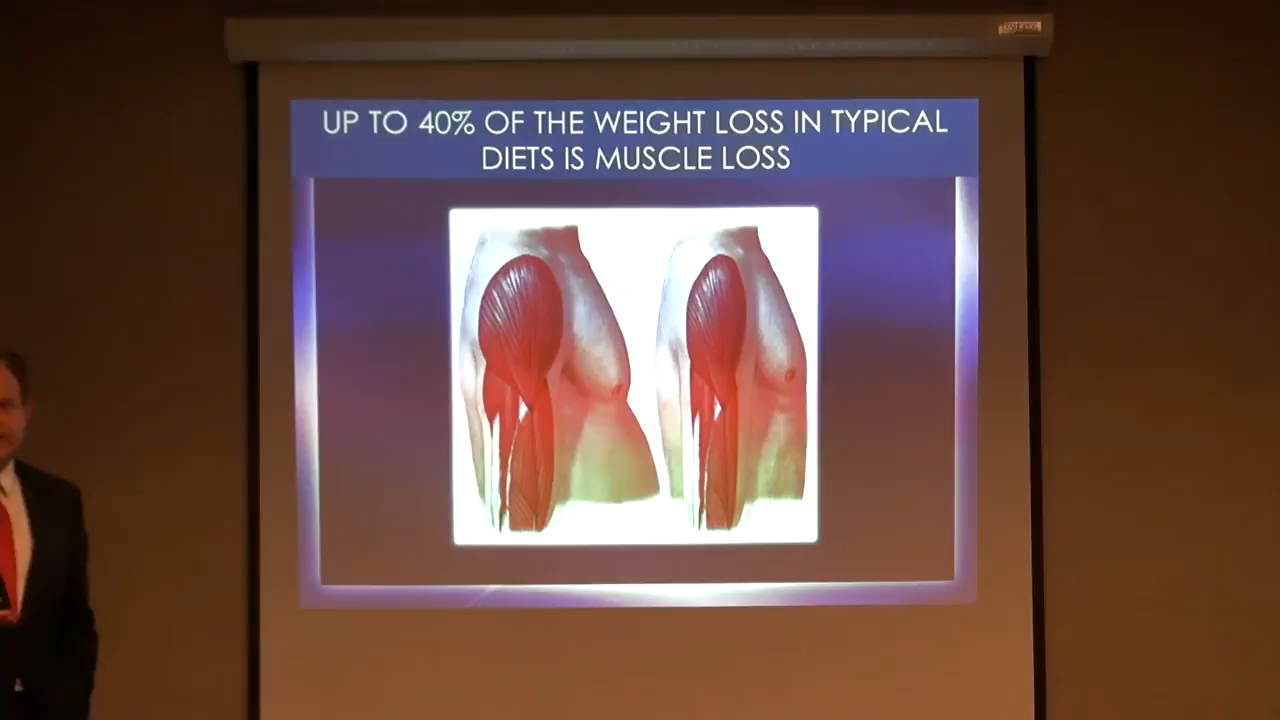 UP TO 40% OF THE WEIGHT LOSS IN TYPICAL
DIETS IS MUSCLE LOSS